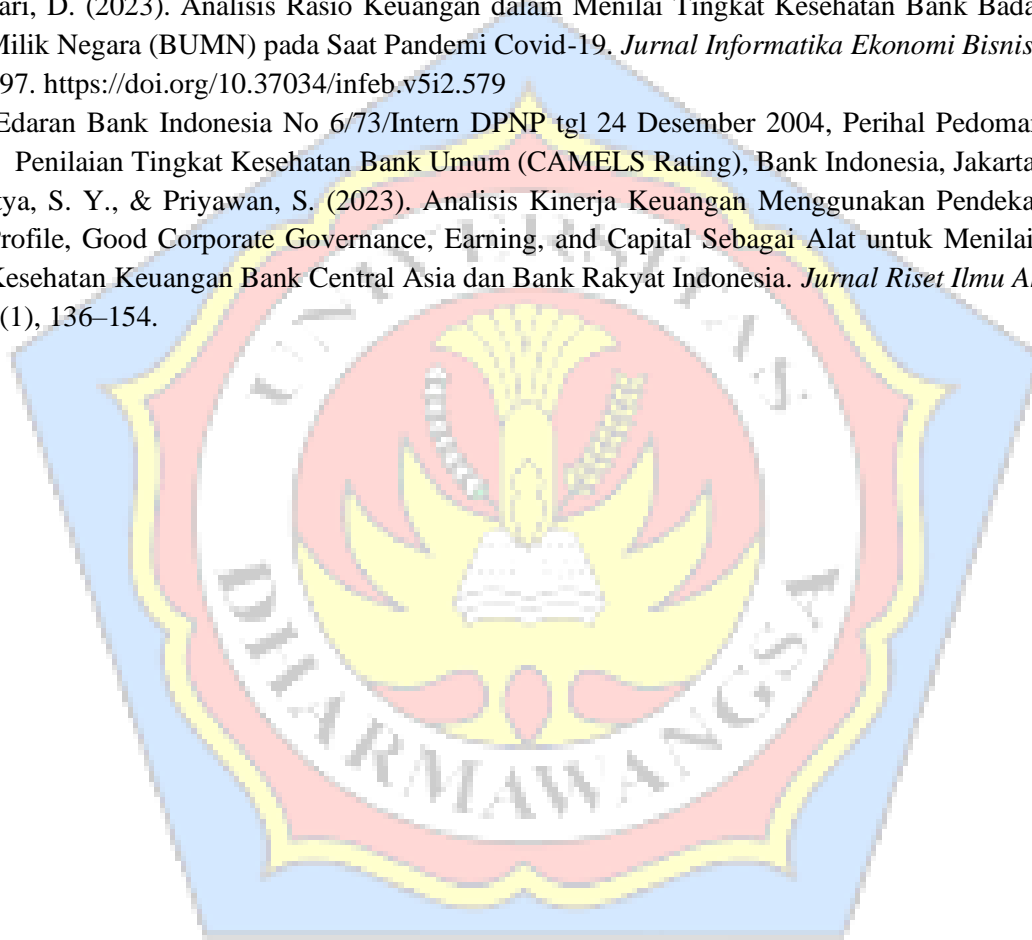 ari, D. (2023). Analisis Rasio Keuangan dalam Menilai Tingkat Kesehatan Bank Bada
Milik Negara (BUMN) pada Saat Pandemi Covid-19. Jurnal Informatika Ekonomi Bisnis
97. https://doi.org/10.37034/infeb.v5i2.579
Edaran Bank Indonesia No 6/73/Intern DPNP tgl 24 Desember 2004, Perihal Pedoma
Penilaian Tingkat Kesehatan Bank Umum (CAMELS Rating), Bank Indonesia, Jakarta
tya, S. Y., & Priyawan, S. (2023). Analisis Kinerja Keuangan Menggunakan Pendeka
Profile, Good Corporate Governance, Earning, and Capital Sebagai Alat untuk Menilai
Kesehatan Keuangan Bank Central Asia dan Bank Rakyat Indonesia. Jurnal Riset Ilmu A
(1), 136–154.
UNIVERSITAS
DHARMAWANGSA